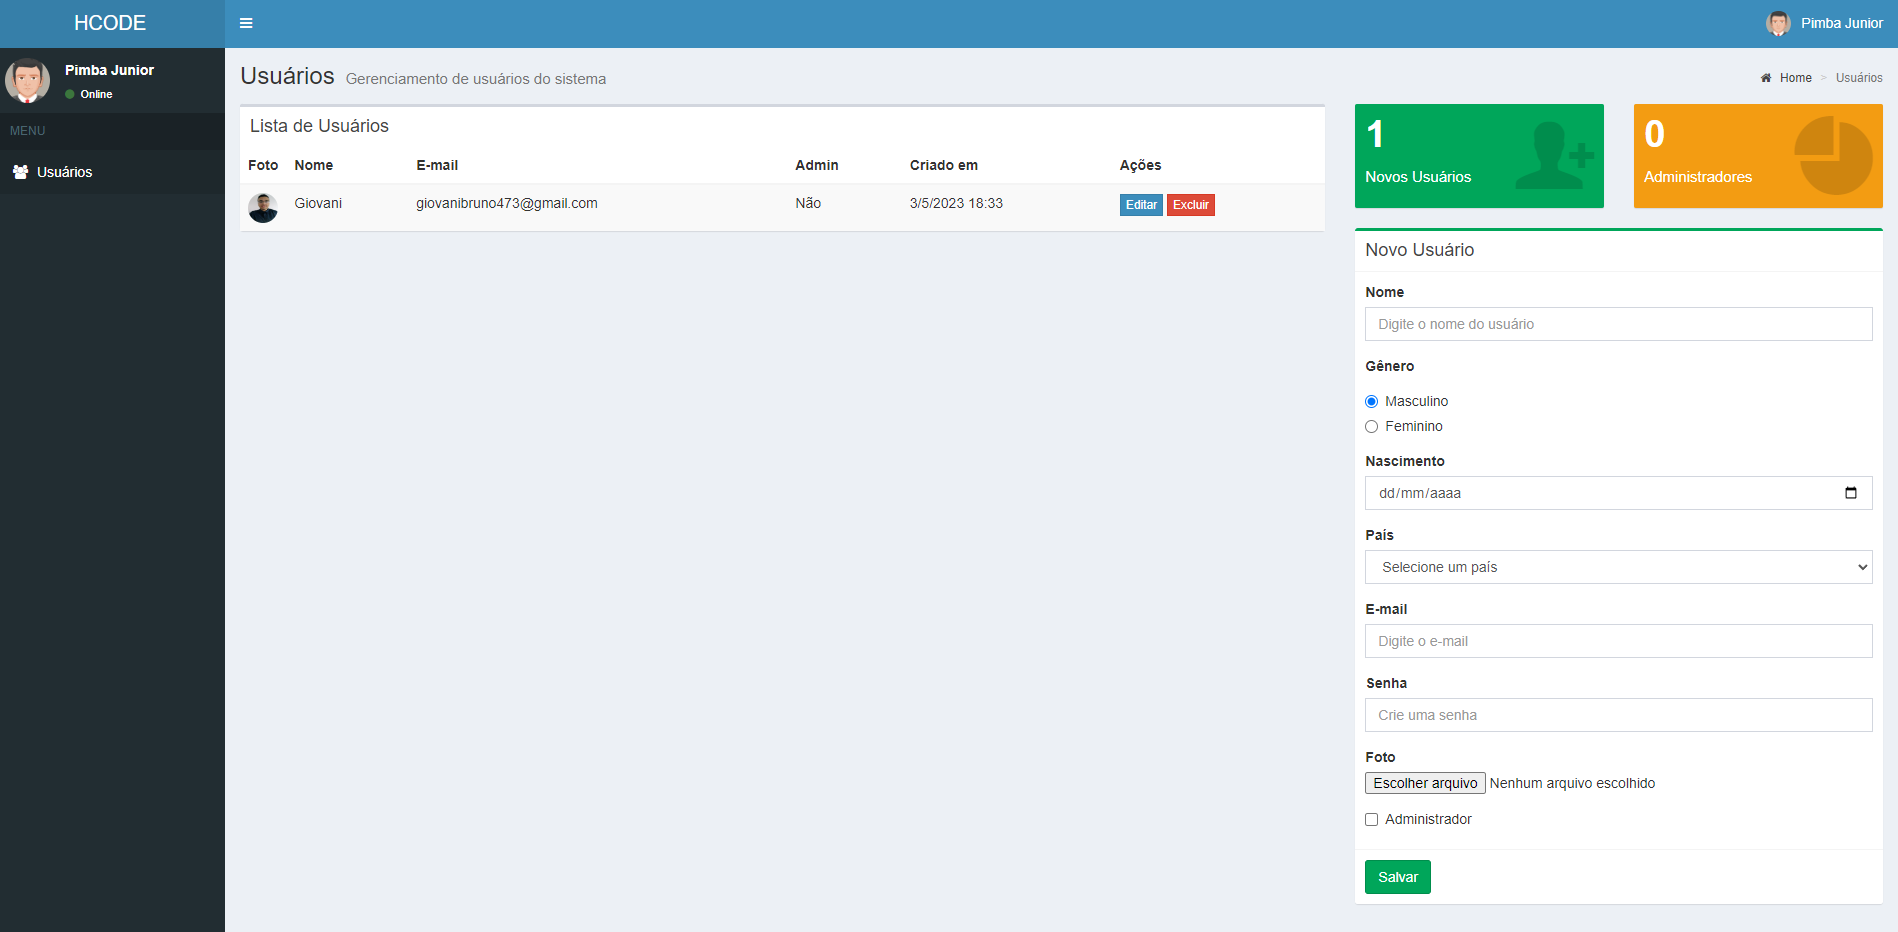 HCODE
Pimba Junior
Pimba Junior
Online
MENU
Usuários
Usuários Gerenciamento de usuários do sistema
Home > Usuários
Lista de Usuários
Foto Nome E-mail Admin Criado em Ações
Giovani giovanibruno473@gmail.com Não 3/5/2023 18:33 Editar Excluir
1
Novos Usuários
0
Administradores
Novo Usuário
Nome
Digite o nome do usuário
Gênero
Masculino
Feminino
Nascimento
dd/mm/aaaa
País
Selecione um país
E-mail
Digite o e-mail
Senha
Crie uma senha
Foto
Escolher arquivo Nenhum arquivo escolhido
Administrador
Salvar